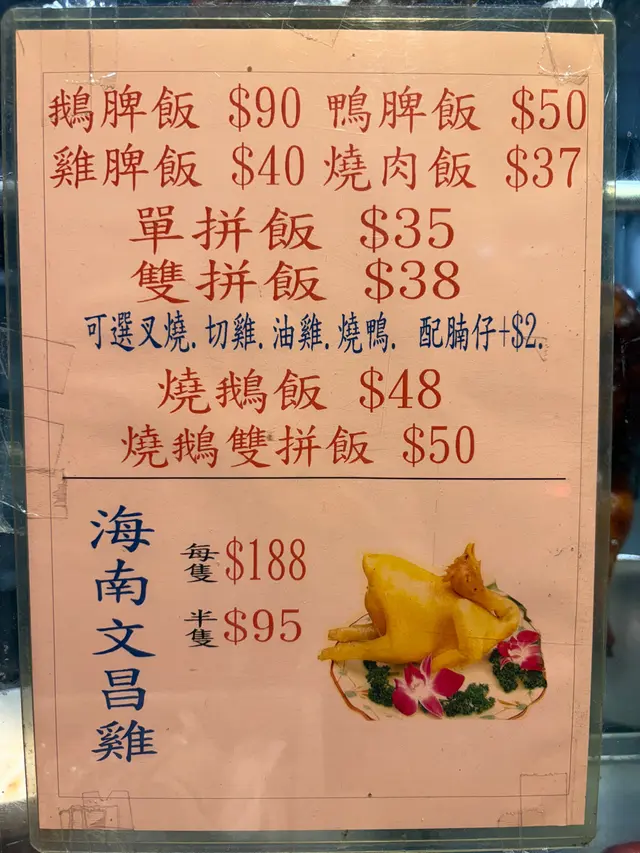 鵝脾飯 $90 鴨脾飯 $50
雞脾飯 $40 燒肉飯 $37
單拼飯 $35
雙拼飯 $38
可選叉燒.切雞.油雞.燒鴨. 配腩仔+$2.
燒鵝飯 $48
燒鵝雙拼飯 $50
海南文昌雞
每隻$188
半隻$95